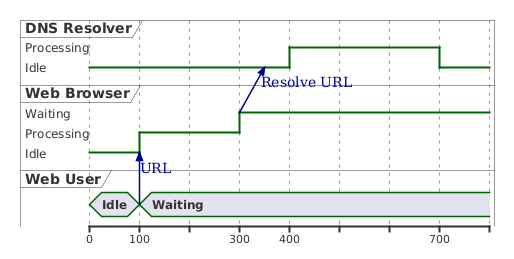 DNS Resolver
Processing
Idle
Resolve URL
Web Browser
Waiting
Processing
Idle
URL
Web User
Idle Waiting
0 100 300 400 700